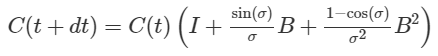 C(t + dt) = C(t) ( I + sin(σ)/σ B + 1−cos(σ)/σ² B² )